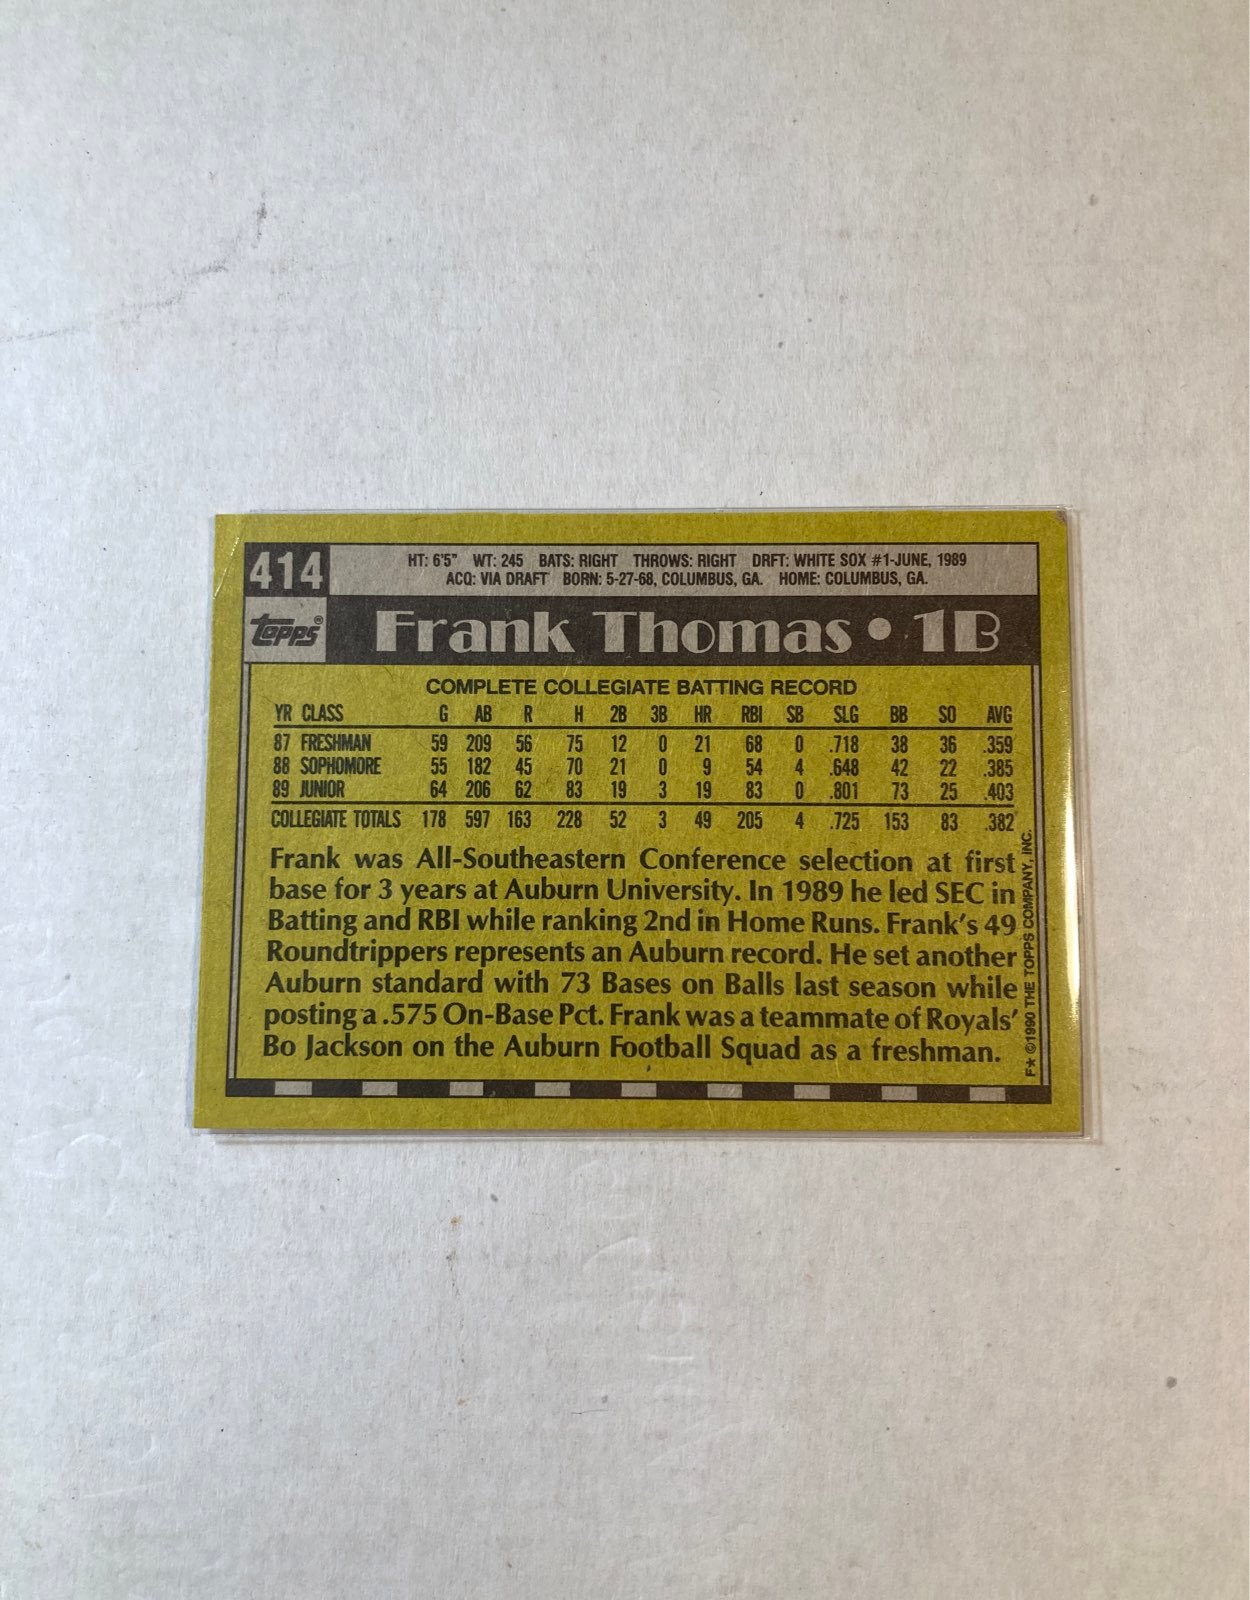 414
HT: 6'5" WT: 245 BATS: RIGHT THROWS: RIGHT DRFT: WHITE SOX #1-JUNE, 1989
ACQ: VIA DRAFT BORN: 5-27-68, COLUMBUS, GA. HOME: COLUMBUS, GA.
topps®
Frank Thomas • 1B
COMPLETE COLLEGIATE BATTING RECORD
YR CLASS G AB R H 2B 3B HR RBI SB SLG BB SO AVG
87 FRESHMAN 59 209 56 75 12 0 21 68 0 .718 38 36 .359
88 SOPHOMORE 55 182 45 70 21 0 9 54 4 .648 42 22 .385
89 JUNIOR 64 206 62 83 19 3 19 83 0 .801 73 25 .403
COLLEGIATE TOTALS 178 597 163 228 52 3 49 205 4 .725 153 83 .382
Frank was All-Southeastern Conference selection at first
base for 3 years at Auburn University. In 1989 he led SEC in
Batting and RBI while ranking 2nd in Home Runs. Frank's 49
Roundtrippers represents an Auburn record. He set another
Auburn standard with 73 Bases on Balls last season while
posting a .575 On-Base Pct. Frank was a teammate of Royals'
Bo Jackson on the Auburn Football Squad as a freshman.
F★ ©1990 THE TOPPS COMPANY, INC.